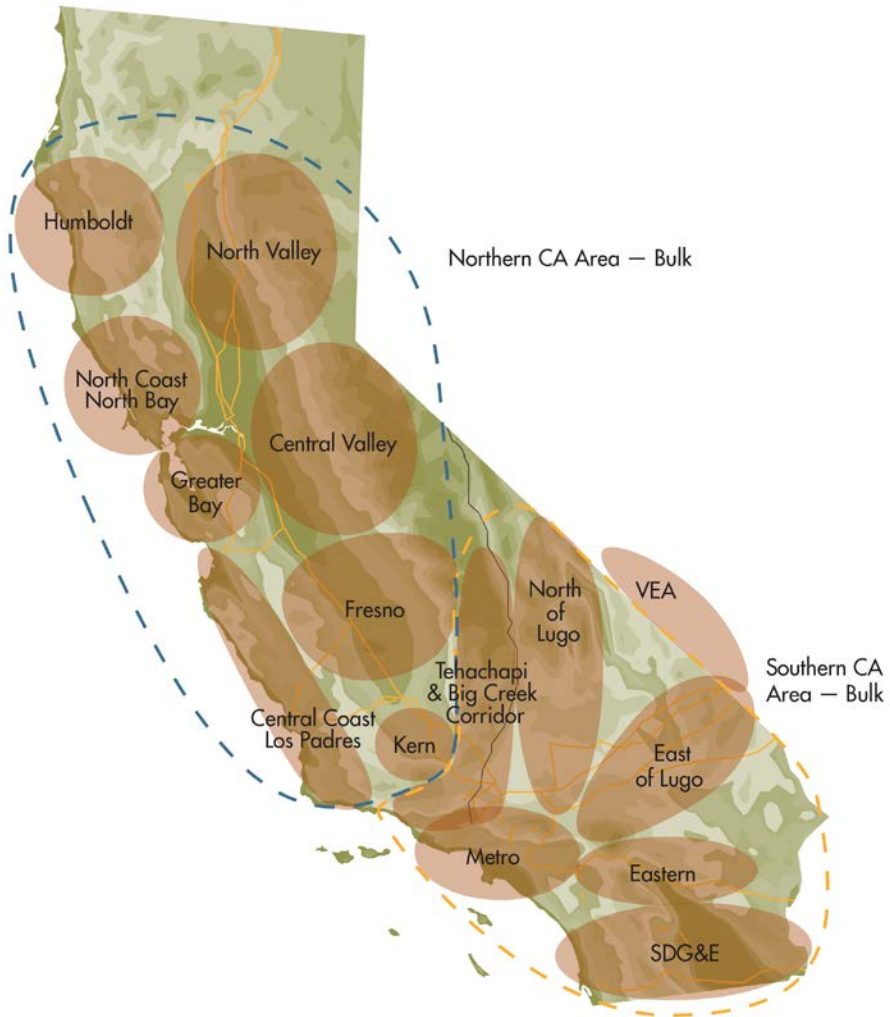 Humboldt
North Valley
Northern CA Area — Bulk
North Coast
North Bay
Central Valley
Greater
Bay
Fresno
North
of
Lugo
VEA
Tehachapi
& Big Creek
Corridor
Southern CA
Area — Bulk
Central Coast
Los Padres
Kern
East
of Lugo
Metro
Eastern
SDG&E